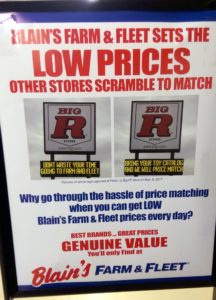 BLAIN'S FARM & FLEET SETS THE
LOW PRICES
OTHER STORES SCRAMBLE TO MATCH
BIG
R
STORE
DON'T WASTE YOUR TIME
GOING TO FARM AND FLEET
BIG
R
STORE
BRING YOUR TOY CATALOG
AND WE WILL PRICE MATCH
Why go through the hassle of price matching
when you can get LOW
Blain's Farm & Fleet prices every day?
BEST BRANDS ... GREAT PRICES
GENUINE VALUE
You'll only Find at
Blain's FARM & FLEET